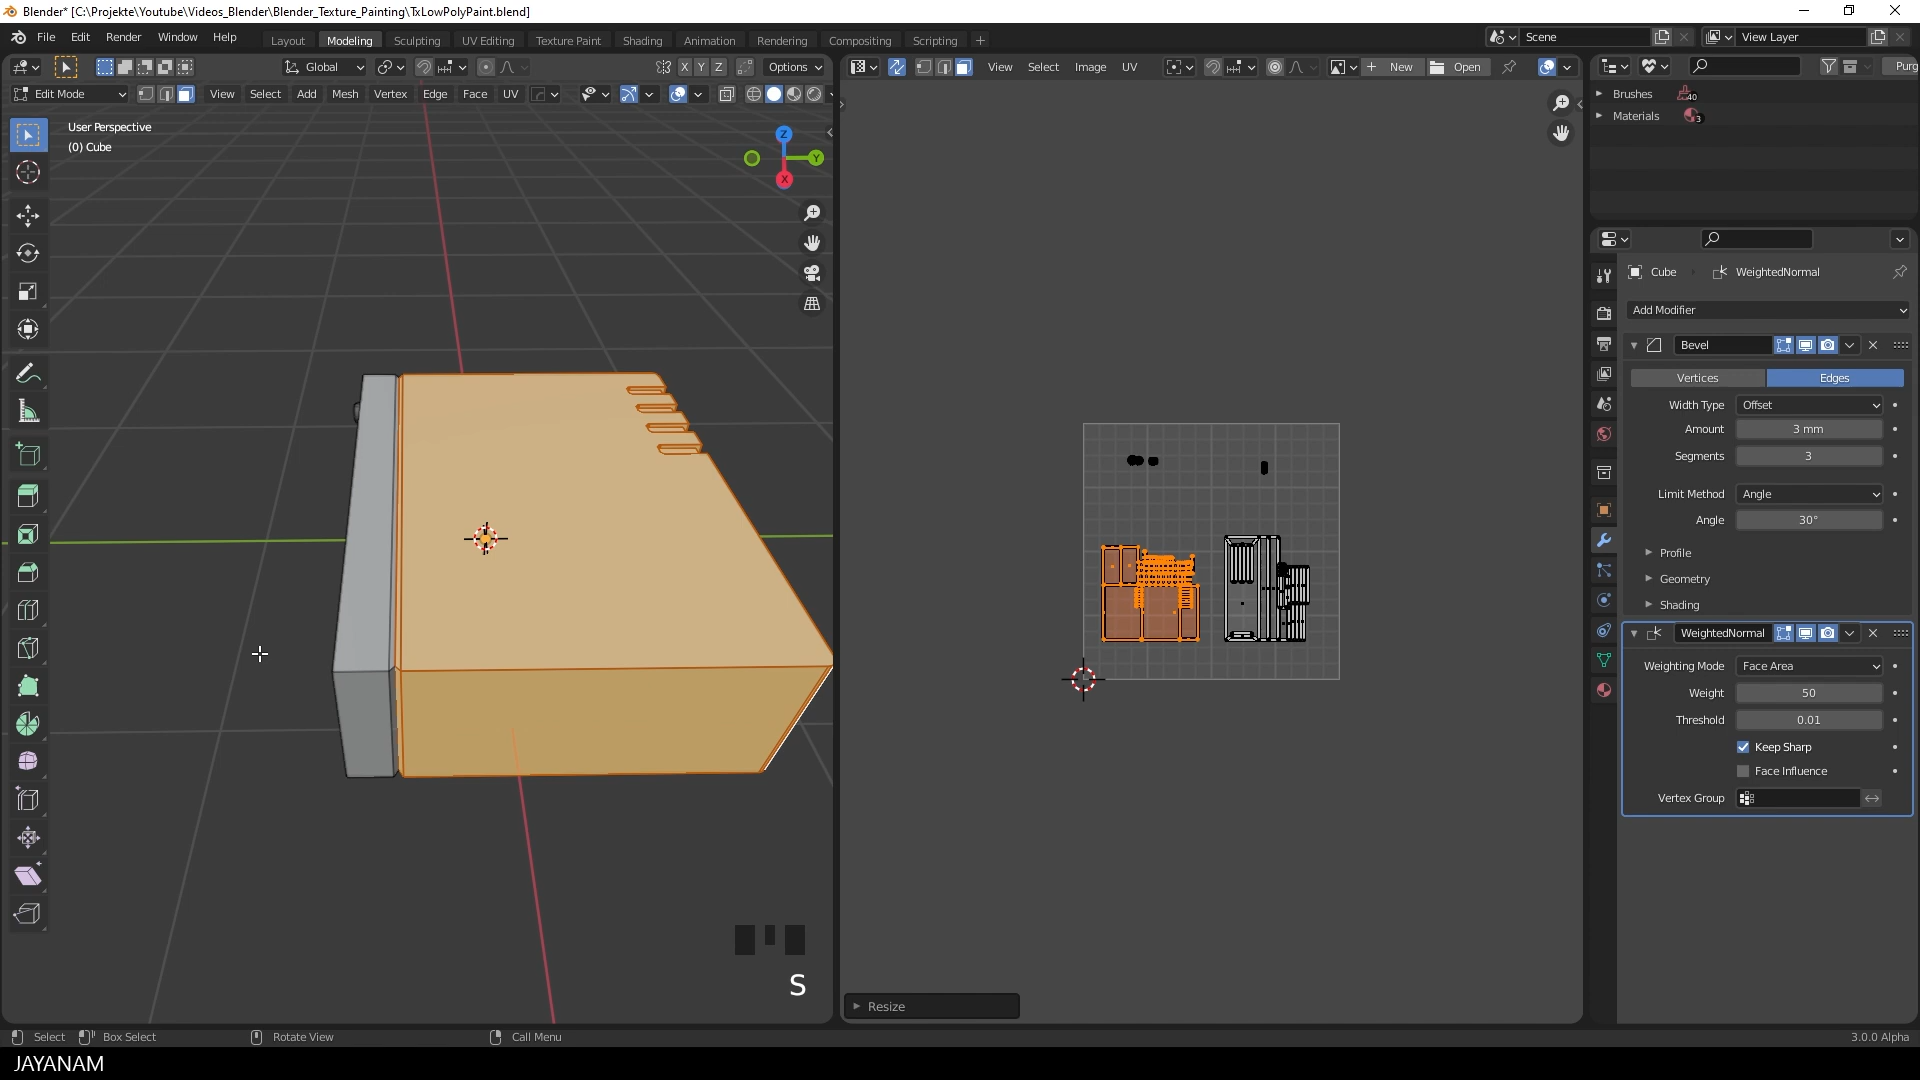 Blender* [C:\Projekte\Youtube\Videos_Blender\Blender_Texture_Painting\TxLowPolyPaint.blend]
File Edit Render Window Help Layout Modeling Sculpting UV Editing Texture Paint Shading Animation Rendering Compositing Scripting + Scene View Layer
Global X Y Z Options View Select Image UV + New Open Purg
Edit Mode View Select Add Mesh Vertex Edge Face UV
Brushes 40
Materials 3
User Perspective
(0) Cube
Z
Y
X
Cube WeightedNormal
Add Modifier
Bevel
Vertices Edges
Width Type Offset
Amount 3 mm
Segments 3
Limit Method Angle
Angle 30°
Profile
Geometry
Shading
WeightedNormal
Weighting Mode Face Area
Weight 50
Threshold 0.01
Keep Sharp
Face Influence
Vertex Group
S
Resize
Select Box Select Rotate View Call Menu 3.0.0 Alpha
JAYANAM